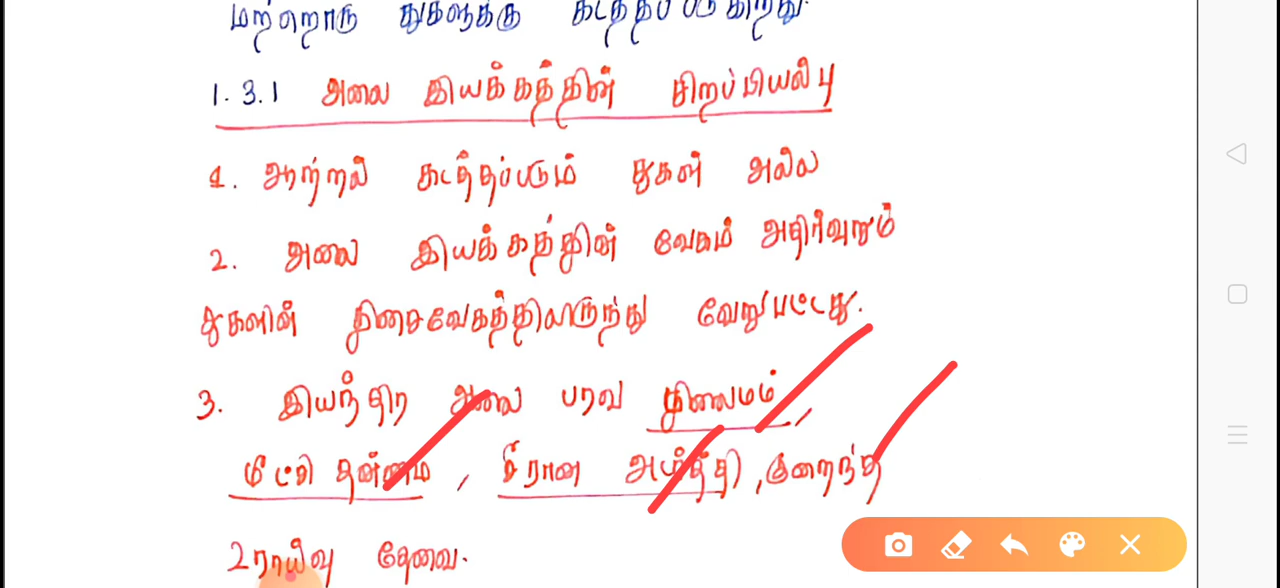 மற்றொரு துகளுக்கு கடத்தப்படுகிறது.
1.3.1 அலை இயக்கத்தின் சிறப்பியல்பு
1. ஆற்றல் கடத்தப்படும் துகள் அல்ல
2. அலை இயக்கத்தின் வேகம் அதிர்வுறும்
துகளின் திசைவேகத்திலிருந்து வேறுபட்டது.
3. இயந்திர அலை பரவ நிலைமம்,
மீட்சி தன்மை, சீரான அடர்த்தி, குறைந்த
உராய்வு தேவை.